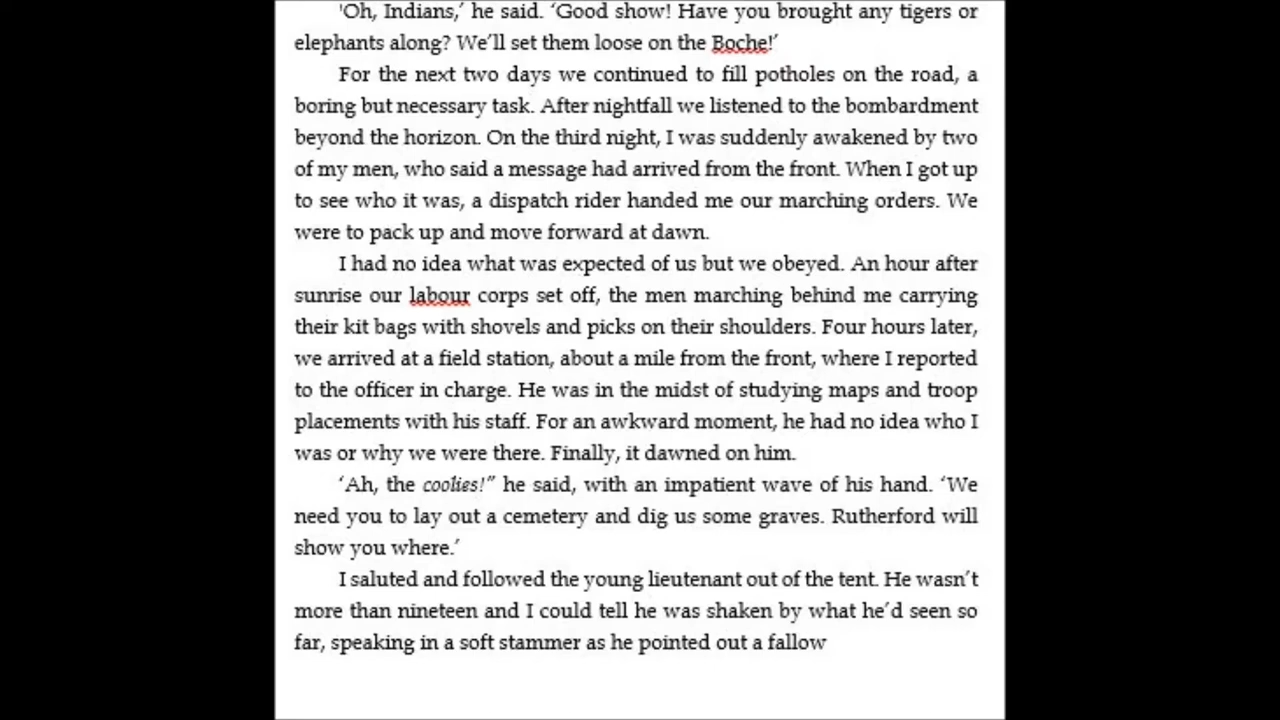 'Oh, Indians,’ he said. ‘Good show! Have you brought any tigers or
elephants along? We’ll set them loose on the Boche!’
For the next two days we continued to fill potholes on the road, a
boring but necessary task. After nightfall we listened to the bombardment
beyond the horizon. On the third night, I was suddenly awakened by two
of my men, who said a message had arrived from the front. When I got up
to see who it was, a dispatch rider handed me our marching orders. We
were to pack up and move forward at dawn.
I had no idea what was expected of us but we obeyed. An hour after
sunrise our labour corps set off, the men marching behind me carrying
their kit bags with shovels and picks on their shoulders. Four hours later,
we arrived at a field station, about a mile from the front, where I reported
to the officer in charge. He was in the midst of studying maps and troop
placements with his staff. For an awkward moment, he had no idea who I
was or why we were there. Finally, it dawned on him.
‘Ah, the coolies!” he said, with an impatient wave of his hand. ‘We
need you to lay out a cemetery and dig us some graves. Rutherford will
show you where.’
I saluted and followed the young lieutenant out of the tent. He wasn’t
more than nineteen and I could tell he was shaken by what he’d seen so
far, speaking in a soft stammer as he pointed out a fallow